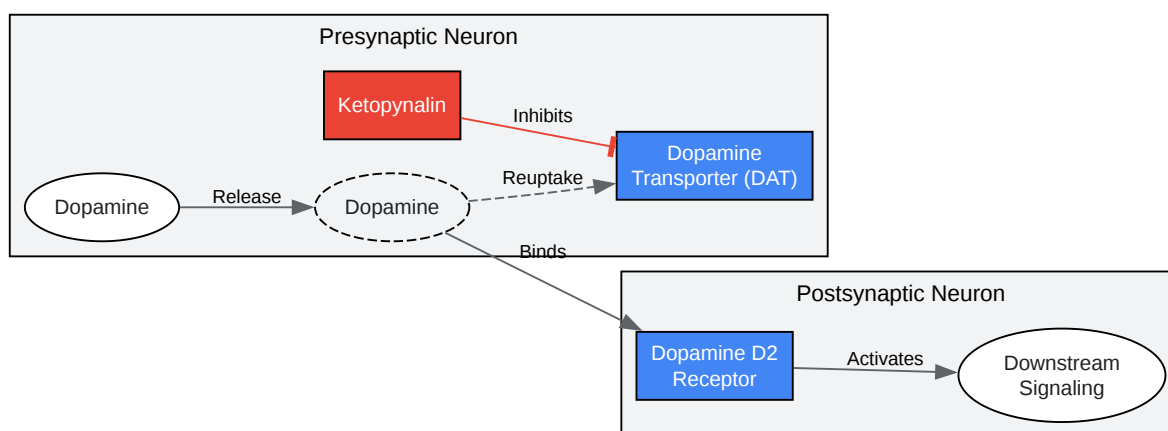 Presynaptic Neuron
Ketopynalin
Inhibits
Dopamine
Transporter (DAT)
Reuptake
Dopamine
Release
Dopamine
Binds
Postsynaptic Neuron
Dopamine D2
Receptor
Activates
Downstream
Signaling